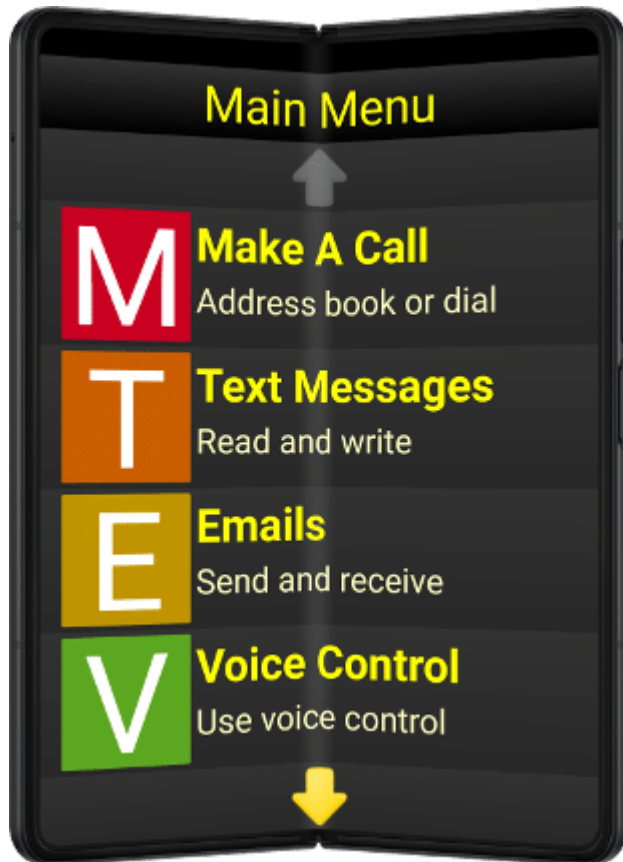 Main Menu
M
Make A Call
Address book or dial
T
Text Messages
Read and write
E
Emails
Send and receive
V
Voice Control
Use voice control